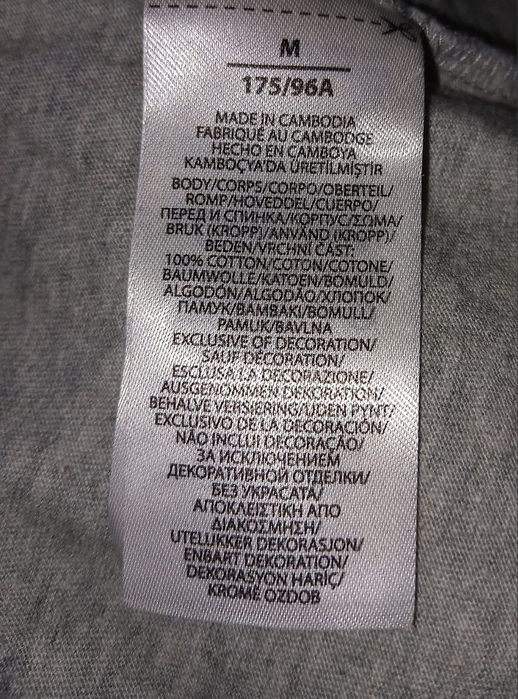 M
175/96A
MADE IN CAMBODIA
FABRIQUÉ AU CAMBODGE
HECHO EN CAMBOYA
KAMBOÇYA'DA ÜRETİLMİŞTİR
BODY/CORPS/CORPO/OBERTEIL/
ROMP/HOVEDDEL/CUERPO/
ПЕРЕД И СПИНКА/КОРПУС/ΣΩΜΑ/
BRUK (KROPP)/ANVÄND (KROPP)/
BEDEN/VRCHNÍ ČÁST:
100% COTTON/COTON/COTONE/
BAUMWOLLE/KATOEN/BOMULD/
ALGODÓN/ALGODÃO/ХЛОПОК/
ПАМУК/ΒΑΜΒΑΚΙ/BOMULL/
PAMUK/BAVLNA
EXCLUSIVE OF DECORATION/
SAUF DÉCORATION/
ESCLUSA LA DECORAZIONE/
AUSGENOMMEN DEKORATION/
BEHALVE VERSIERING/UDEN PYNT/
EXCLUSIVO DE LA DECORACIÓN/
NÃO INCLUI DECORAÇÃO/
ЗА ИСКЛЮЧЕНИЕМ
ДЕКОРАТИВНОЙ ОТДЕЛКИ/
БЕЗ УКРАСАТА/
ΑΠΟΚΛΕΙΣΤΙΚΗ ΑΠΟ
ΔΙΑΚΟΣΜΗΣΗ/
UTELUKKER DEKORASJON/
ENBART DEKORATION/
DEKORASYON HARİÇ/
KROMĚ OZDOB